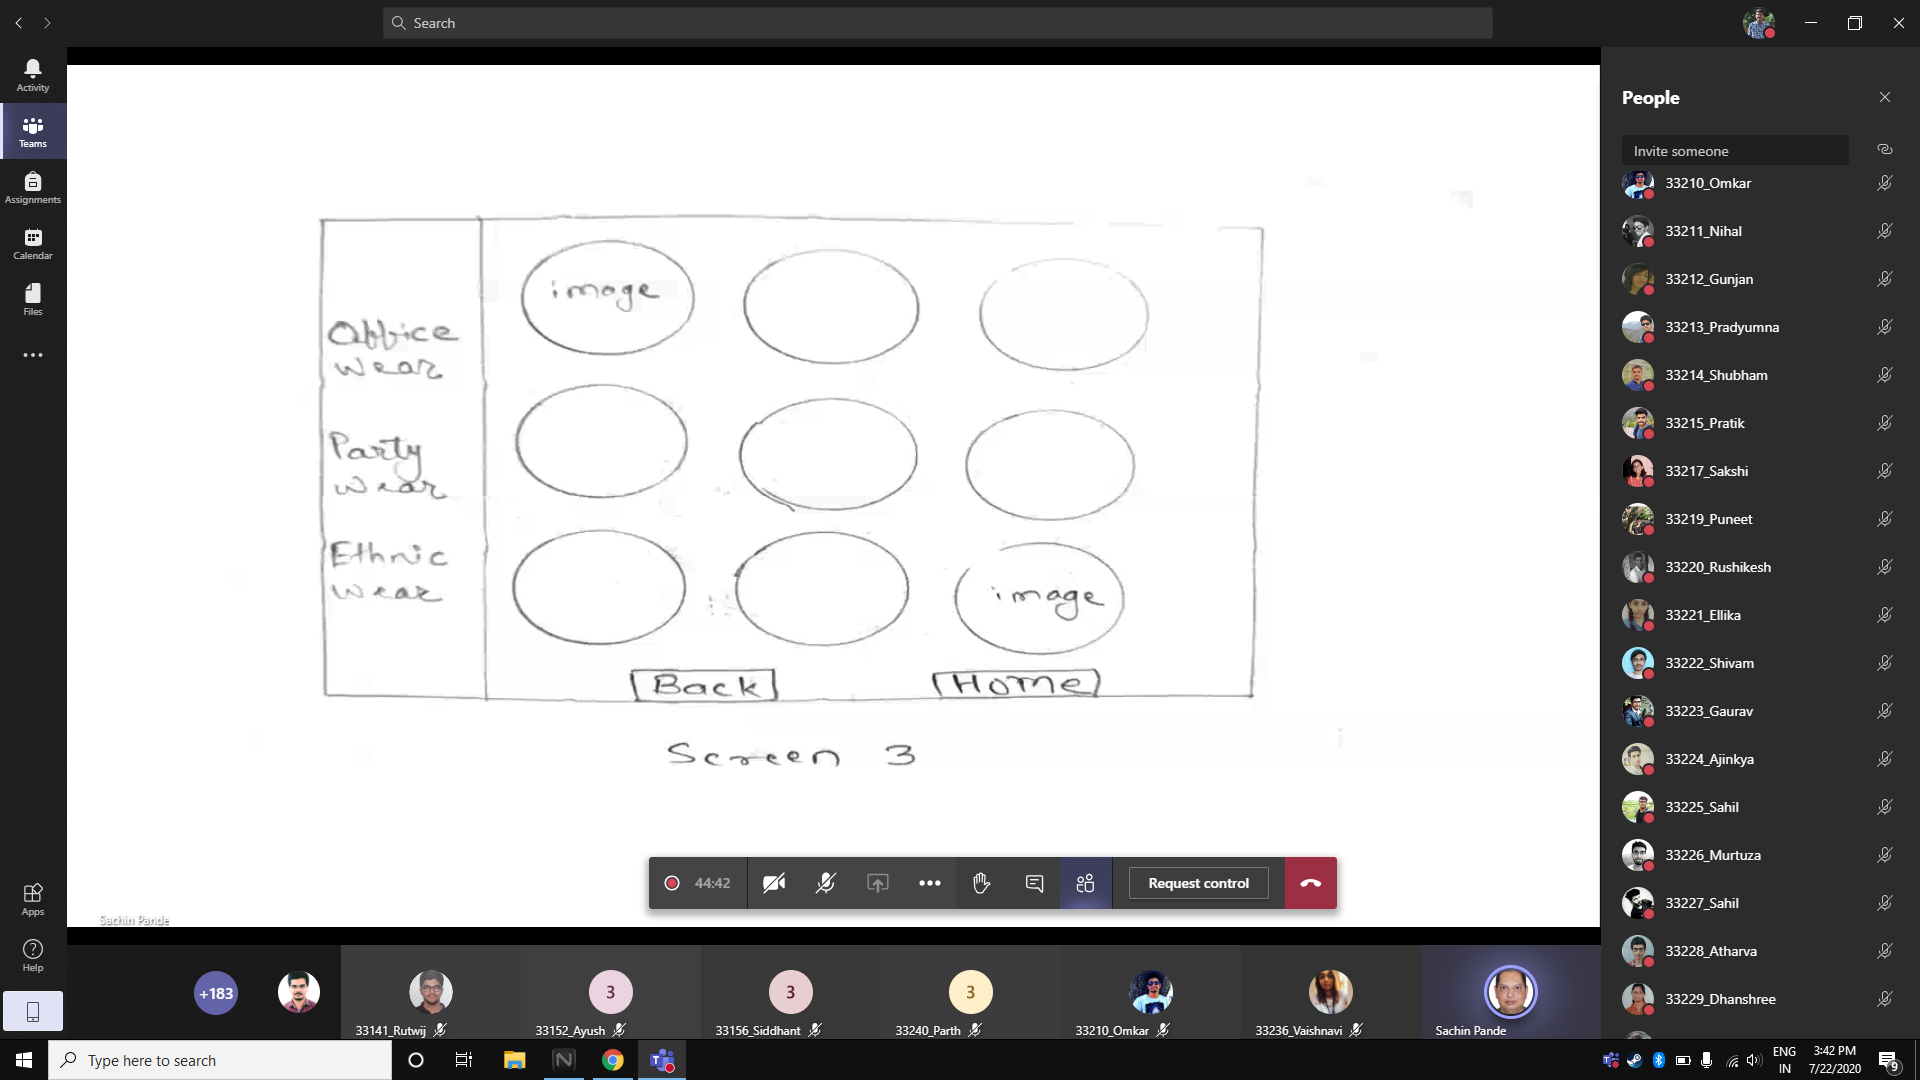 Search
Activity
Teams
Assignments
Calendar
Files
Apps
Help
image
Office
wear
Party
wear
Ethnic
wear
image
Back
Home
Screen 3
44:42
Request control
Sachin Pande
+183
33141_Rutwij
3
33152_Ayush
3
33156_Siddhant
3
33240_Parth
33210_Omkar
33236_Vaishnavi
Sachin Pande
People
Invite someone
33210_Omkar
33211_Nihal
33212_Gunjan
33213_Pradyumna
33214_Shubham
33215_Pratik
33217_Sakshi
33219_Puneet
33220_Rushikesh
33221_Ellika
33222_Shivam
33223_Gaurav
33224_Ajinkya
33225_Sahil
33226_Murtuza
33227_Sahil
33228_Atharva
33229_Dhanshree
Type here to search
ENG
IN
3:42 PM
7/22/2020
9